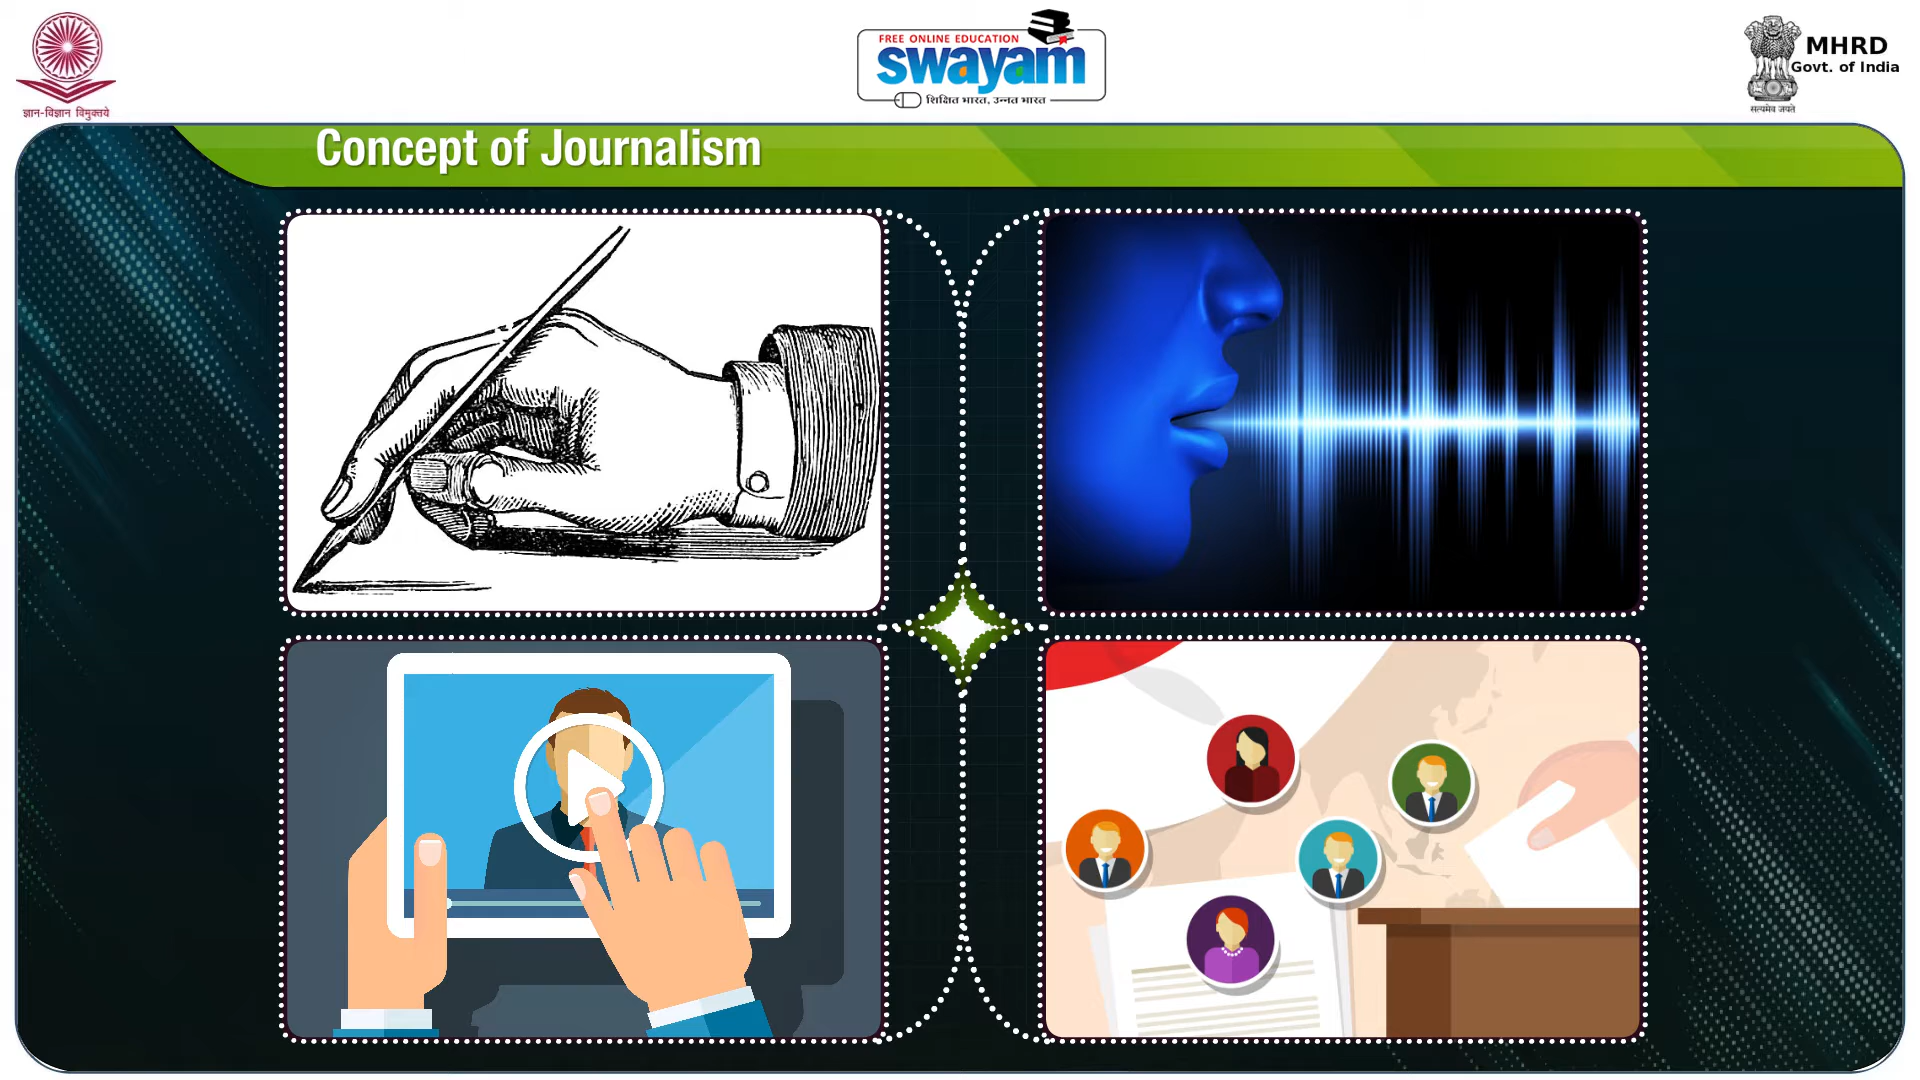 ज्ञान-विज्ञान विमुक्तये
FREE ONLINE EDUCATION
swayam
शिक्षित भारत, उन्नत भारत
सत्यमेव जयते
MHRD
Govt. of India
Concept of Journalism